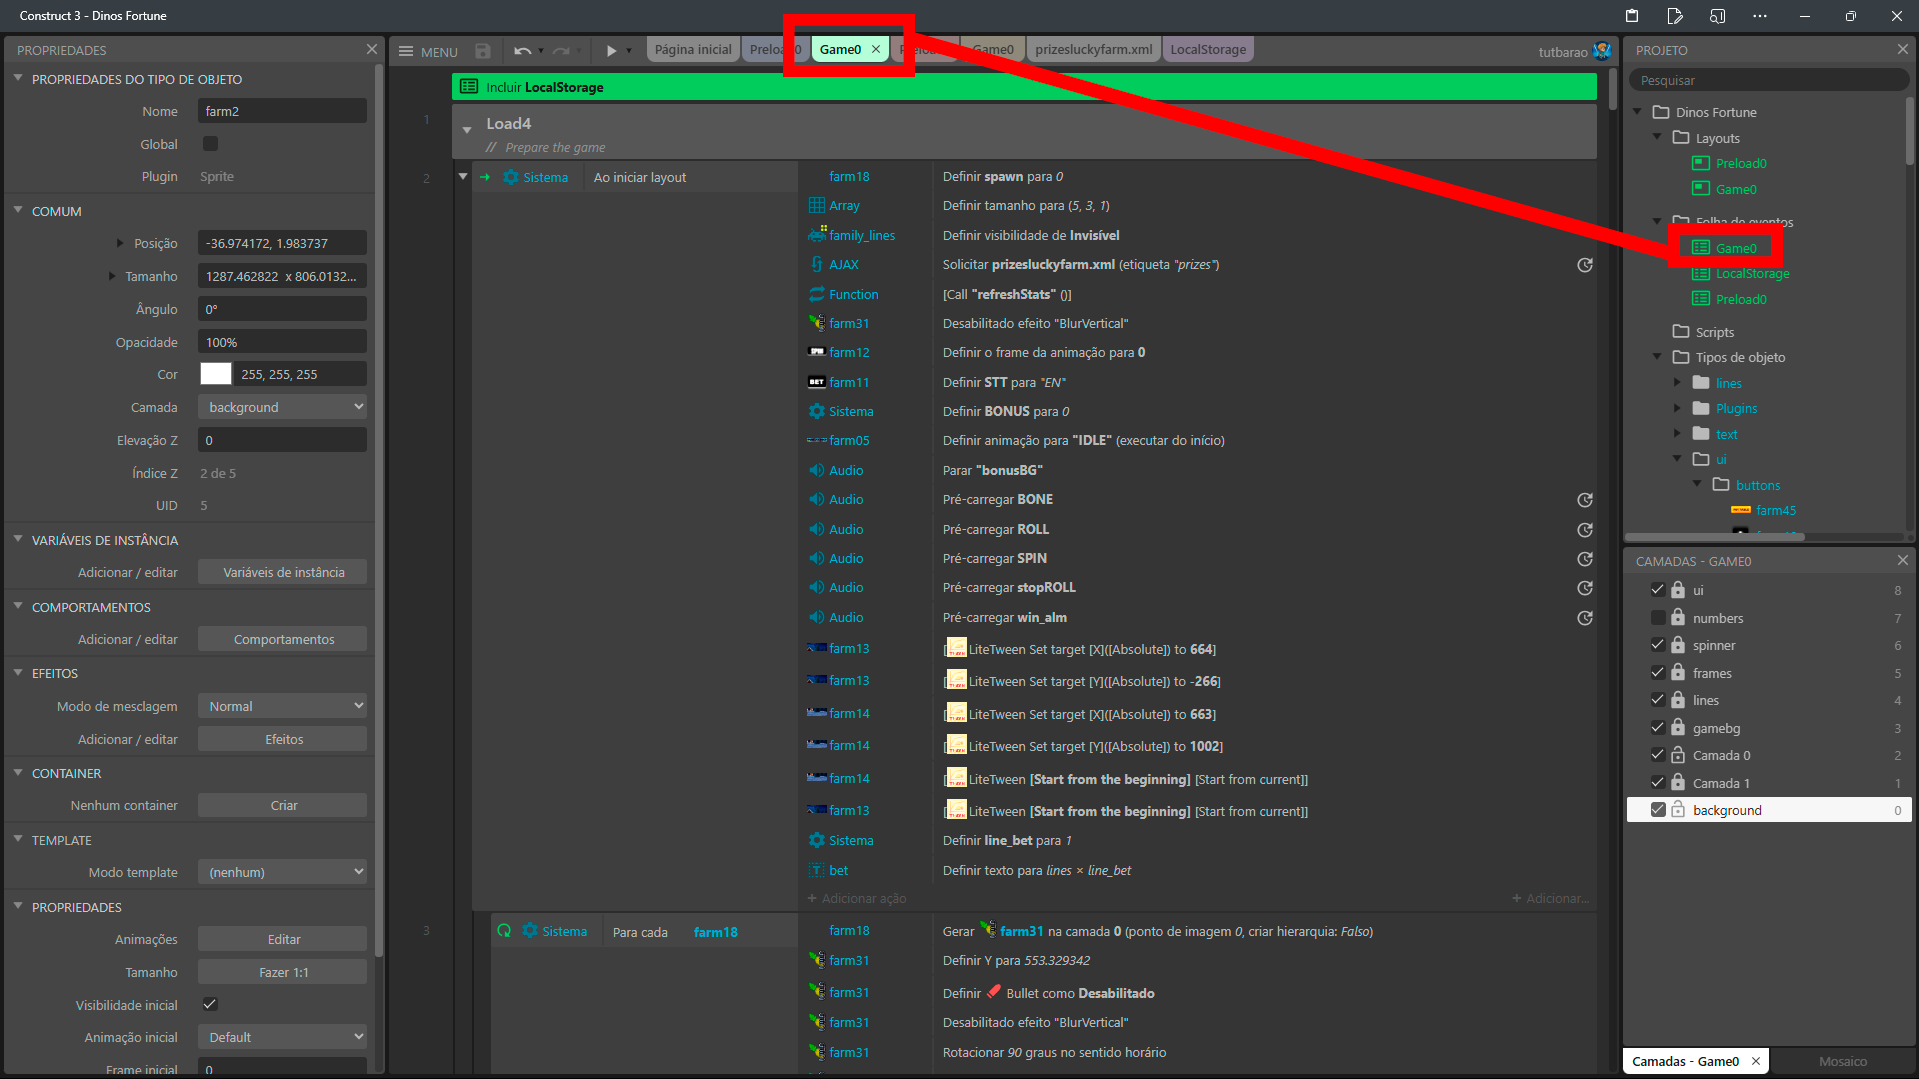 Construct 3 - Dinos Fortune
PROPRIEDADES
PROPRIEDADES DO TIPO DE OBJETO
Nome farm2
Global
Plugin Sprite
COMUM
Posição -36.974172, 1.983737
Tamanho 1287.462822 x 806.0132...
Ângulo 0°
Opacidade 100%
Cor 255, 255, 255
Camada background
Elevação Z 0
Índice Z 2 de 5
UID 5
VARIÁVEIS DE INSTÂNCIA
Adicionar / editar Variáveis de instância
COMPORTAMENTOS
Adicionar / editar Comportamentos
EFEITOS
Modo de mesclagem Normal
Adicionar / editar Efeitos
CONTAINER
Nenhum container Criar
TEMPLATE
Modo template (nenhum)
PROPRIEDADES
Animações Editar
Tamanho Fazer 1:1
Visibilidade inicial
Animação inicial Default
Frame inicial 0
MENU
Página inicial
Game0
Game0
prizesluckyfarm.xml
LocalStorage
tutbarao
Incluir LocalStorage
1 Load4
// Prepare the game
2 Sistema Ao iniciar layout
farm18 Definir spawn para 0
Array Definir tamanho para (5, 3, 1)
family_lines Definir visibilidade de Invisível
AJAX Solicitar prizesluckyfarm.xml (etiqueta "prizes")
Function [Call "refreshStats" ()]
farm31 Desabilitado efeito "BlurVertical"
farm12 Definir o frame da animação para 0
farm11 Definir STT para "EN"
Sistema Definir BONUS para 0
farm05 Definir animação para "IDLE" (executar do início)
Audio Parar "bonusBG"
Audio Pré-carregar BONE
Audio Pré-carregar ROLL
Audio Pré-carregar SPIN
Audio Pré-carregar stopROLL
Audio Pré-carregar win_alm
farm13 [ LiteTween Set target [X]([Absolute]) to 664]
farm13 [ LiteTween Set target [Y]([Absolute]) to -266]
farm14 [ LiteTween Set target [X]([Absolute]) to 663]
farm14 [ LiteTween Set target [Y]([Absolute]) to 1002]
farm14 [ LiteTween [Start from the beginning] [Start from current]]
farm13 [ LiteTween [Start from the beginning] [Start from current]]
Sistema Definir line_bet para 1
bet Definir texto para lines × line_bet
+ Adicionar ação + Adicionar...
3 Sistema Para cada farm18
farm18 Gerar farm31 na camada 0 (ponto de imagem 0, criar hierarquia: Falso)
farm31 Definir Y para 553.329342
farm31 Definir Bullet como Desabilitado
farm31 Desabilitado efeito "BlurVertical"
farm31 Rotacionar 90 graus no sentido horário
PROJETO
Pesquisar
Dinos Fortune
Layouts
Preload0
Game0
Folha de eventos
Game0
LocalStorage
Preload0
Scripts
Tipos de objeto
lines
Plugins
text
ui
buttons
farm45
CAMADAS - GAME0
ui 8
numbers 7
spinner 6
frames 5
lines 4
gamebg 3
Camada 0 2
Camada 1 1
background 0
Camadas - Game0
Mosaico